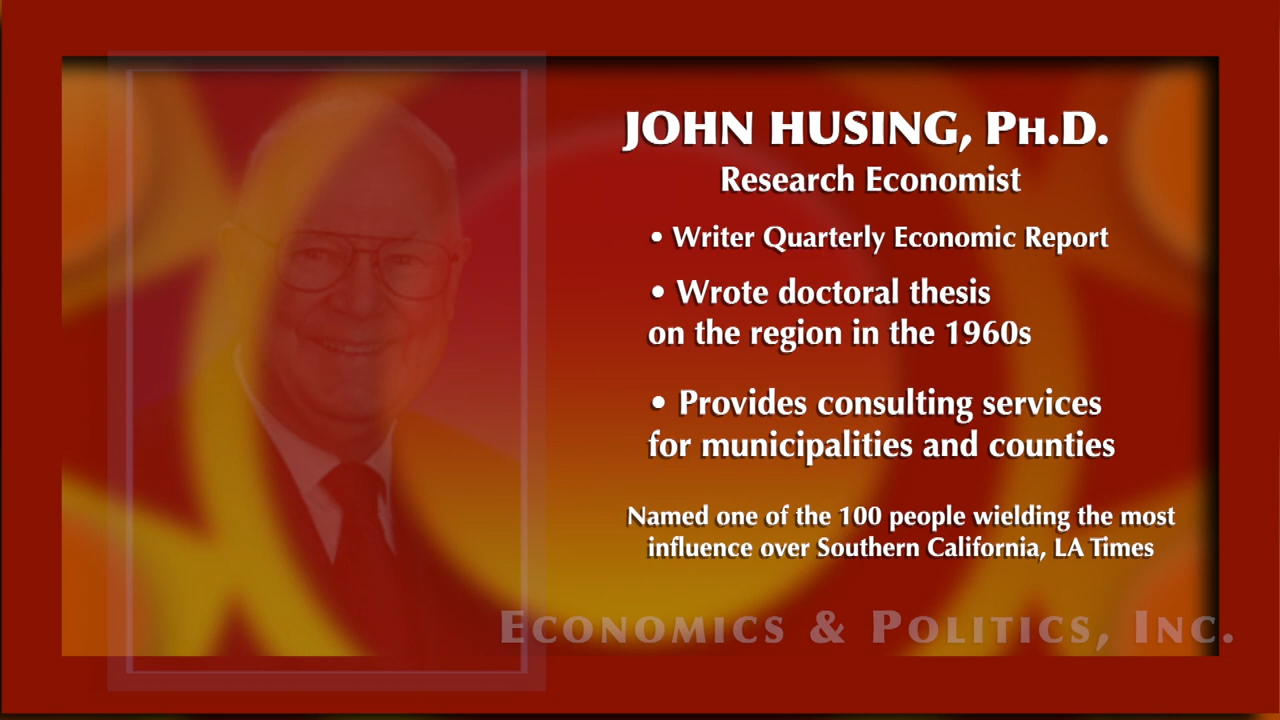 JOHN HUSING, PH.D.
Research Economist
• Writer Quarterly Economic Report
• Wrote doctoral thesis
on the region in the 1960s
• Provides consulting services
for municipalities and counties
Named one of the 100 people wielding the most
influence over Southern California, LA Times
ECONOMICS & POLITICS, INC.